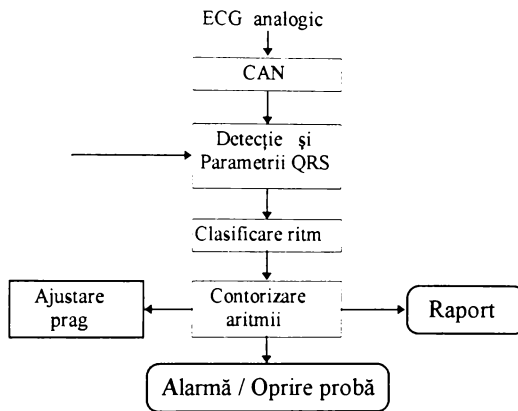 ECG analogic
CAN
Detecție și
Parametrii QRS
Clasificare ritm
Ajustare
prag
Contorizare
aritmii
Raport
Alarmă / Oprire probă